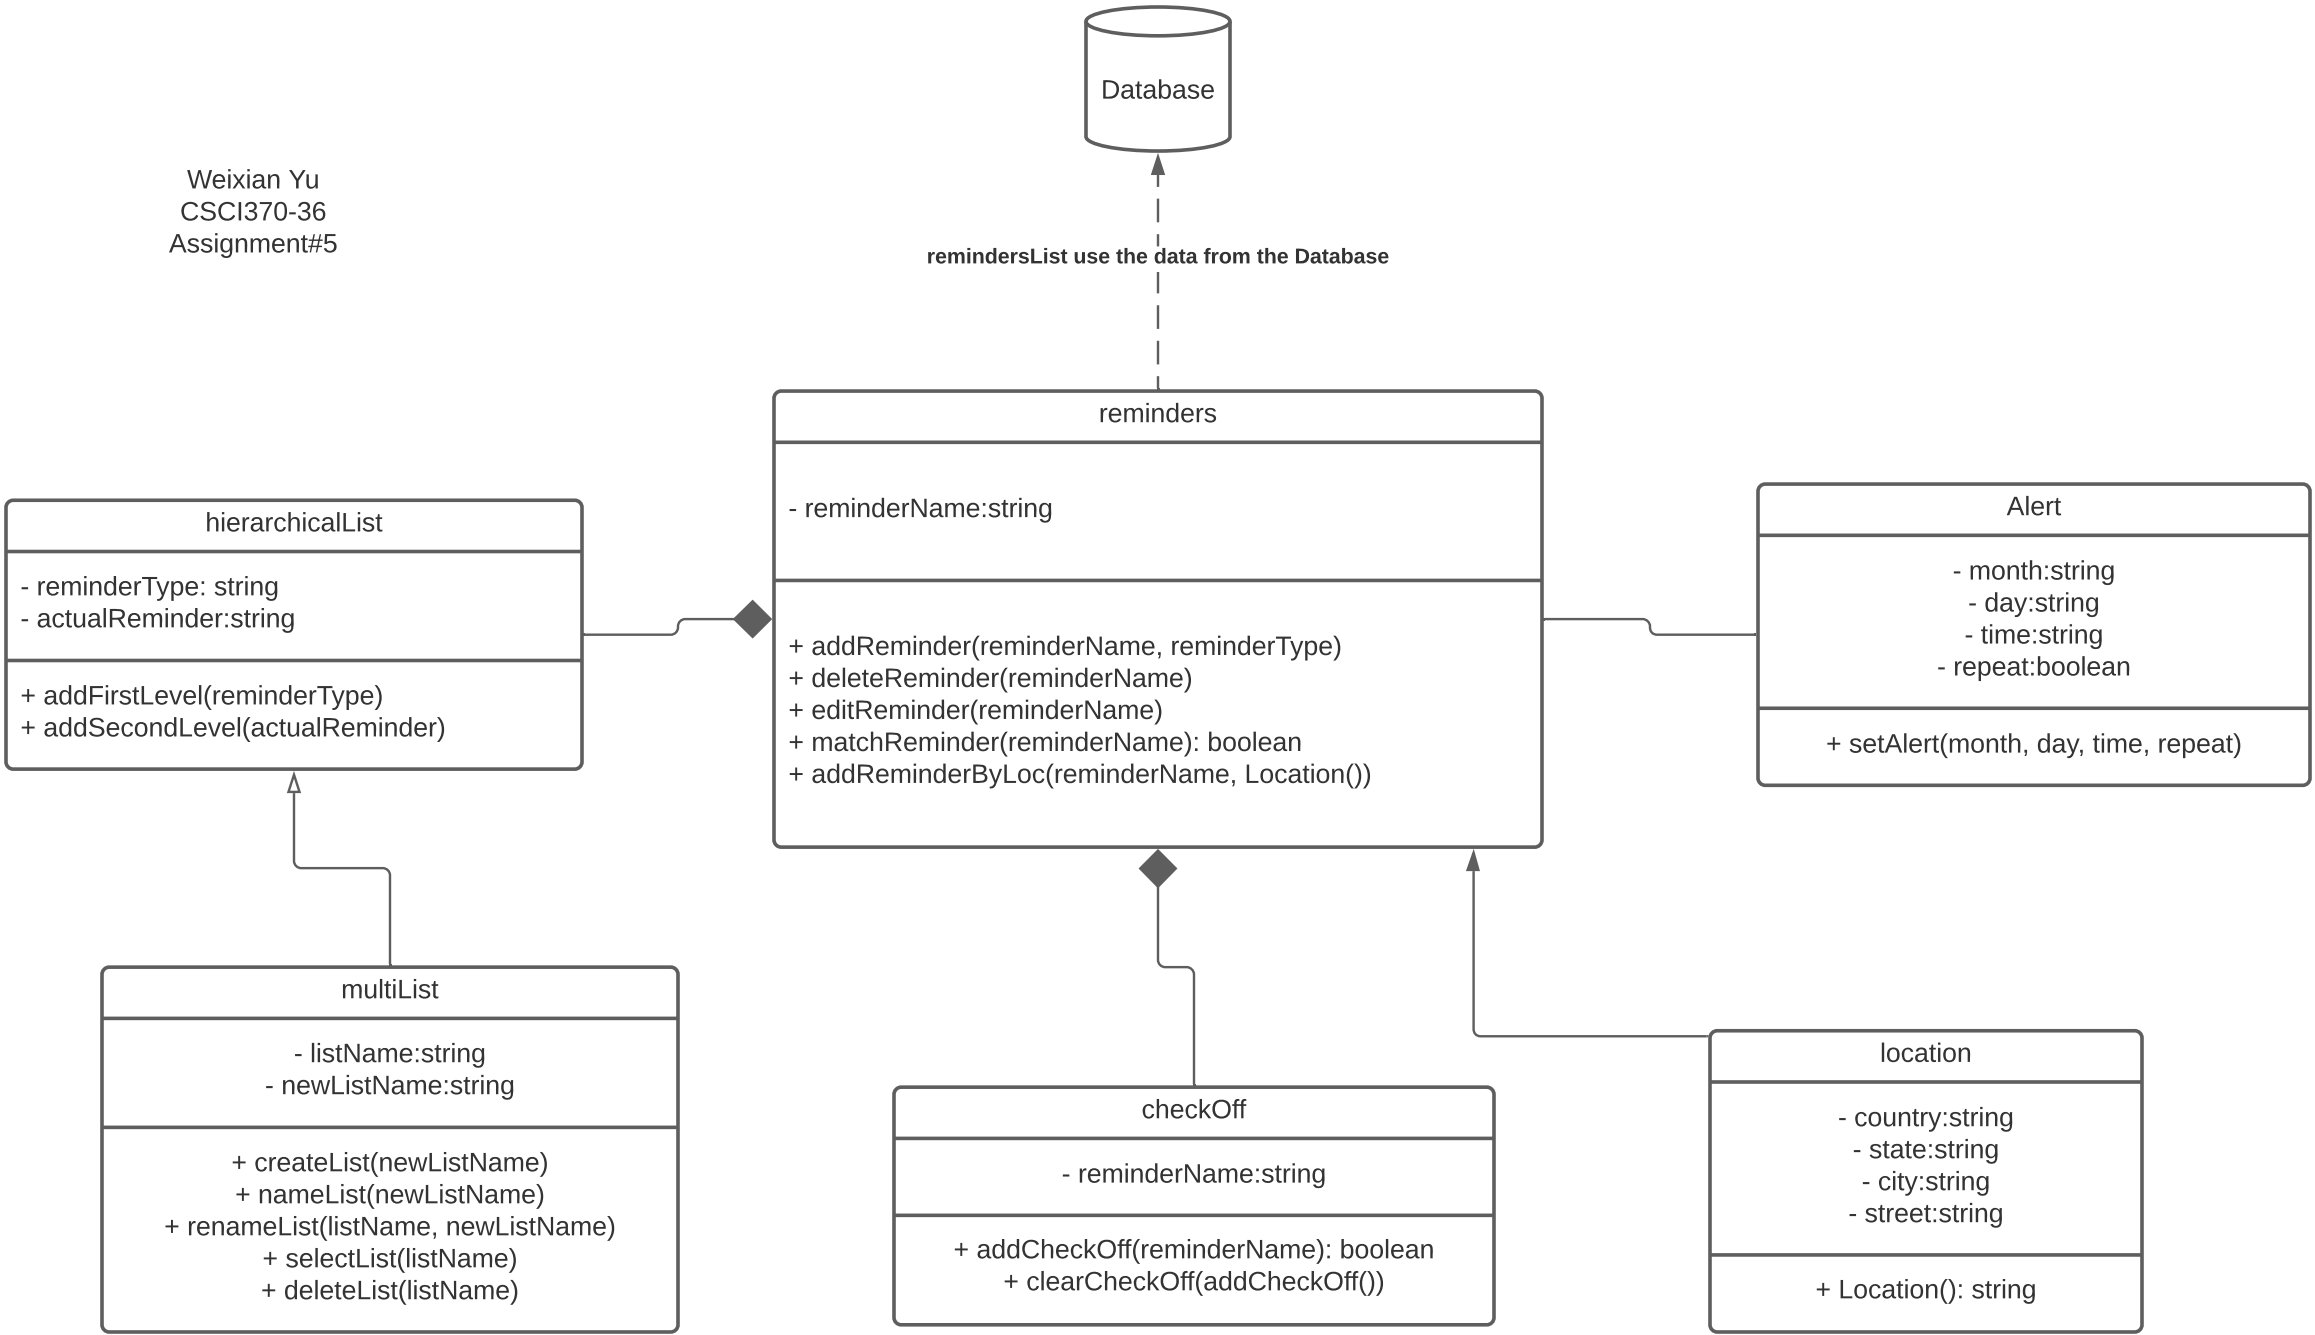 Database
Weixian Yu
CSCI370-36
Assignment#5
remindersList use the data from the Database
reminders
- reminderName:string
+ addReminder(reminderName, reminderType)
+ deleteReminder(reminderName)
+ editReminder(reminderName)
+ matchReminder(reminderName): boolean
+ addReminderByLoc(reminderName, Location())
hierarchicalList
- reminderType: string
- actualReminder:string
+ addFirstLevel(reminderType)
+ addSecondLevel(actualReminder)
Alert
- month:string
- day:string
- time:string
- repeat:boolean
+ setAlert(month, day, time, repeat)
multiList
- listName:string
- newListName:string
+ createList(newListName)
+ nameList(newListName)
+ renameList(listName, newListName)
+ selectList(listName)
+ deleteList(listName)
checkOff
- reminderName:string
+ addCheckOff(reminderName): boolean
+ clearCheckOff(addCheckOff())
location
- country:string
- state:string
- city:string
- street:string
+ Location(): string